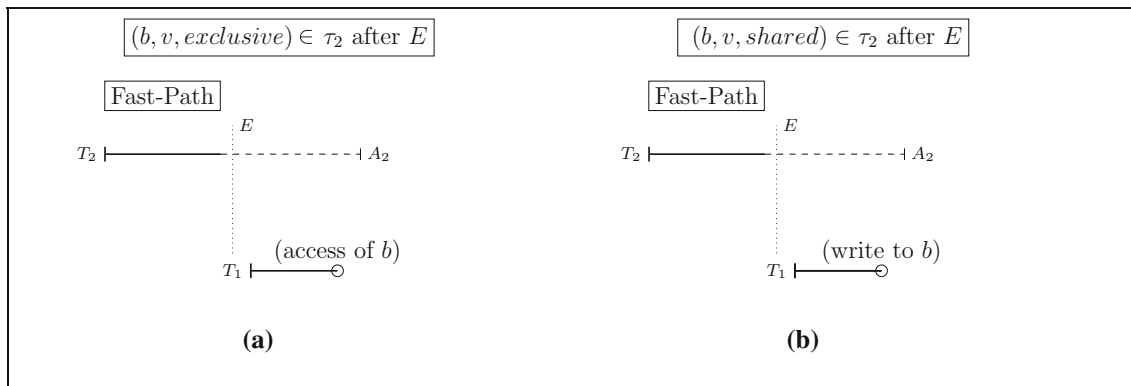 (b, v, exclusive) ∈ τ₂ after E
(b, v, shared) ∈ τ₂ after E
Fast-Path
Fast-Path
E
E
T₂
A₂
T₂
A₂
(access of b)
(write to b)
T₁
T₁
(a)
(b)